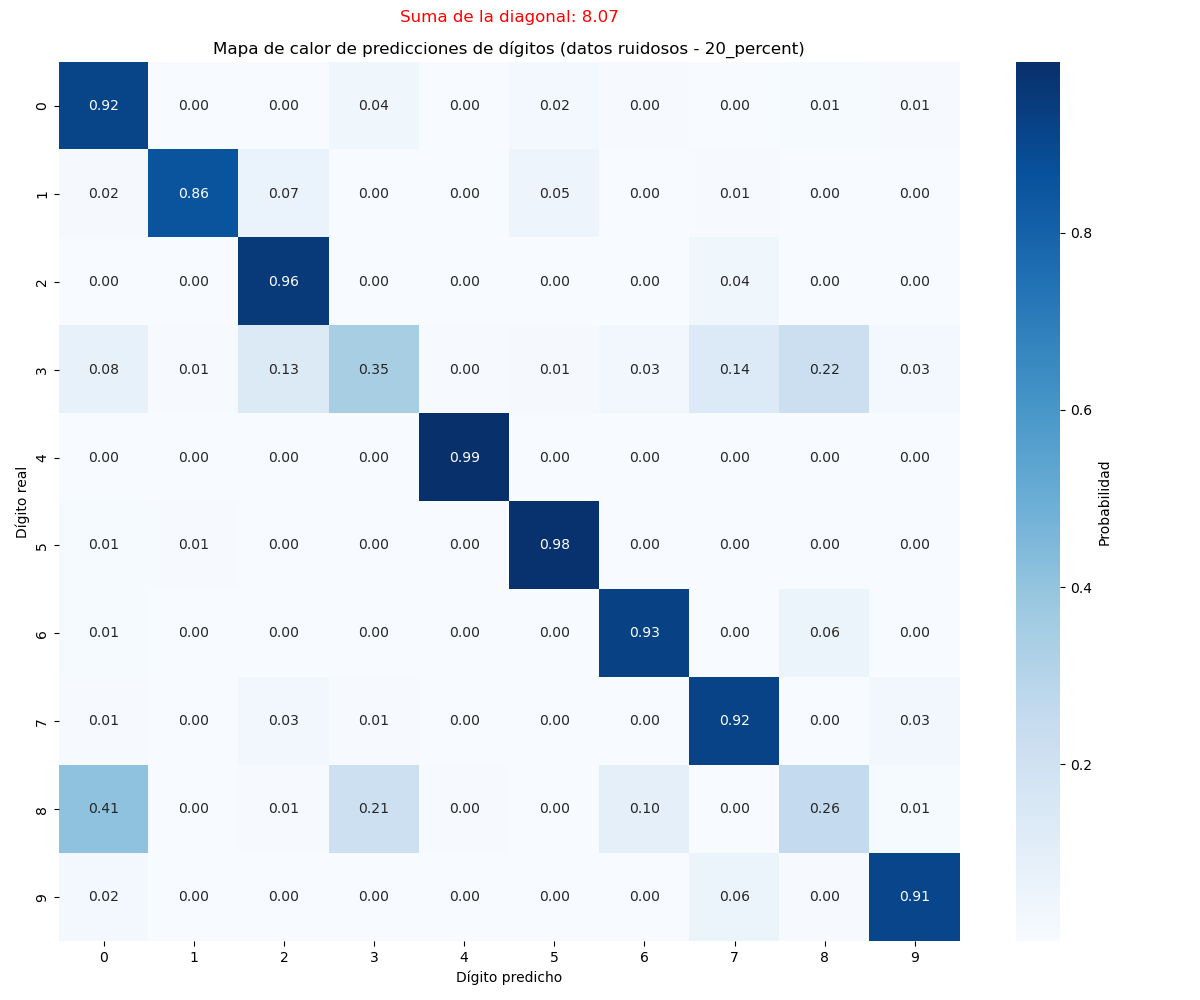 Suma de la diagonal: 8.07
Mapa de calor de predicciones de dígitos (datos ruidosos - 20_percent)
0 0.92 0.00 0.00 0.04 0.00 0.02 0.00 0.00 0.01 0.01
1 0.02 0.86 0.07 0.00 0.00 0.05 0.00 0.01 0.00 0.00
2 0.00 0.00 0.96 0.00 0.00 0.00 0.00 0.04 0.00 0.00
3 0.08 0.01 0.13 0.35 0.00 0.01 0.03 0.14 0.22 0.03
4 0.00 0.00 0.00 0.00 0.99 0.00 0.00 0.00 0.00 0.00
5 0.01 0.01 0.00 0.00 0.00 0.98 0.00 0.00 0.00 0.00
6 0.01 0.00 0.00 0.00 0.00 0.00 0.93 0.00 0.06 0.00
7 0.01 0.00 0.03 0.01 0.00 0.00 0.00 0.92 0.00 0.03
8 0.41 0.00 0.01 0.21 0.00 0.00 0.10 0.00 0.26 0.01
9 0.02 0.00 0.00 0.00 0.00 0.00 0.00 0.06 0.00 0.91
0 1 2 3 4 5 6 7 8 9
Dígito predicho
Dígito real
0.8
0.6
0.4
0.2
Probabilidad